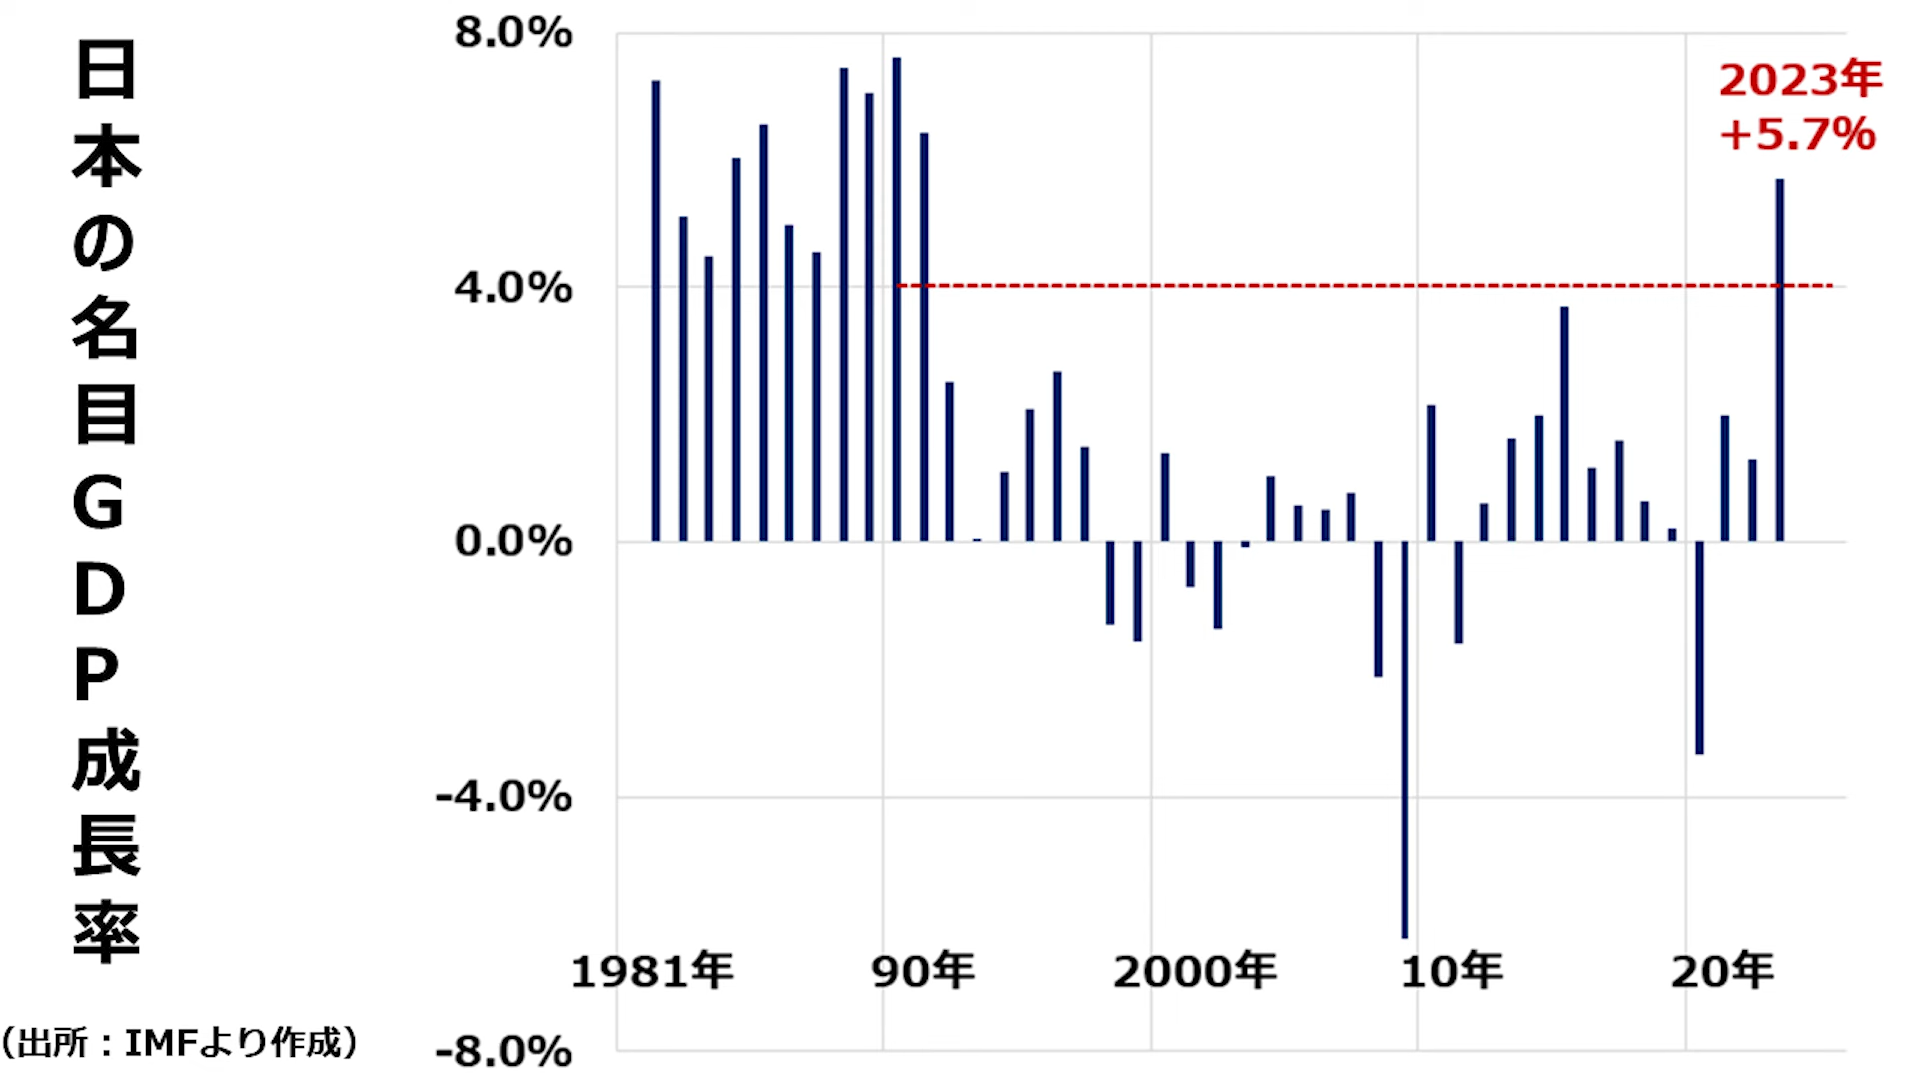 日本の名目GDP成長率
(出所：IMFより作成)
8.0%
4.0%
0.0%
-4.0%
-8.0%
1981年
90年
2000年
10年
20年
2023年
+5.7%